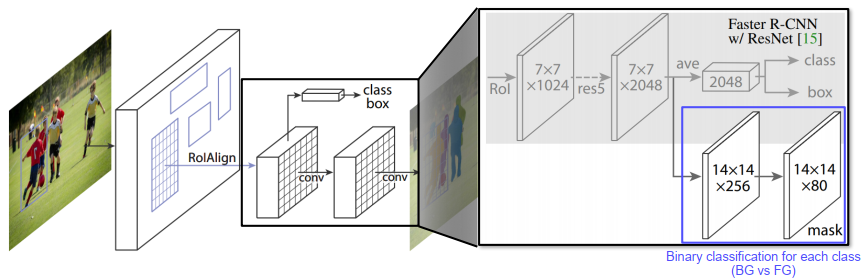 RoIAlign
class
box
conv
conv
Faster R-CNN
w/ ResNet [15]
RoI
7×7
×1024
res5
7×7
×2048
ave
2048
class
box
14×14
×256
14×14
×80
mask
Binary classification for each class
(BG vs FG)